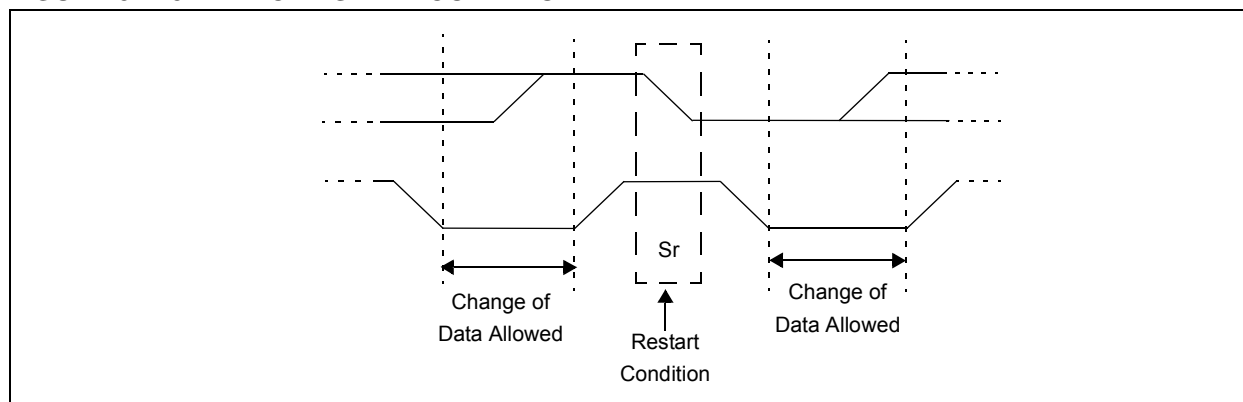 Sr
Change of
Data Allowed
Restart
Condition
Change of
Data Allowed